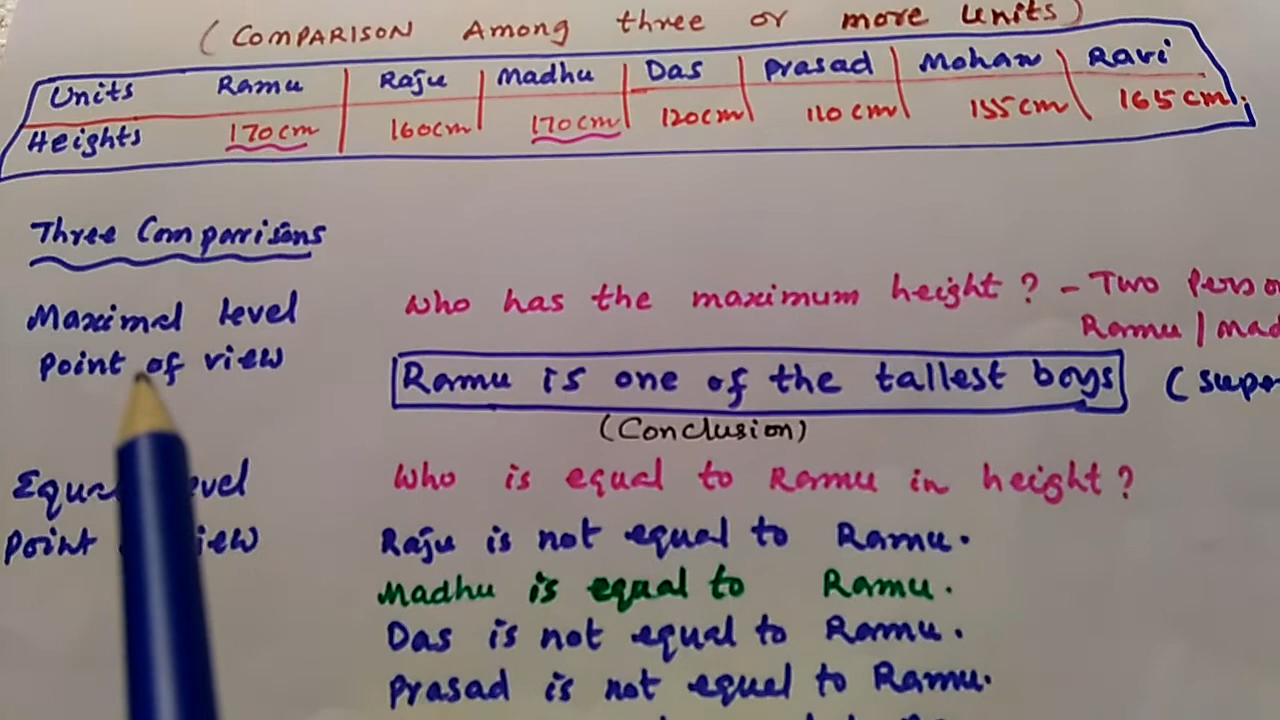 (COMPARISON Among three or more Units)
Units Ramu Raju Madhu Das Prasad Mohan Ravi
Heights 170cm 160cm 170cm 120cm 110cm 155cm 165cm.
Three Comparisons
Maximal level
Point of view
Who has the maximum height? - Two
Ramu |
Ramu is one of the tallest boys
(Conclusion)
Point
Who is equal to Ramu in height?
Raju is not equal to Ramu.
Madhu is equal to Ramu.
Das is not equal to Ramu.
Prasad is not equal to Ramu.